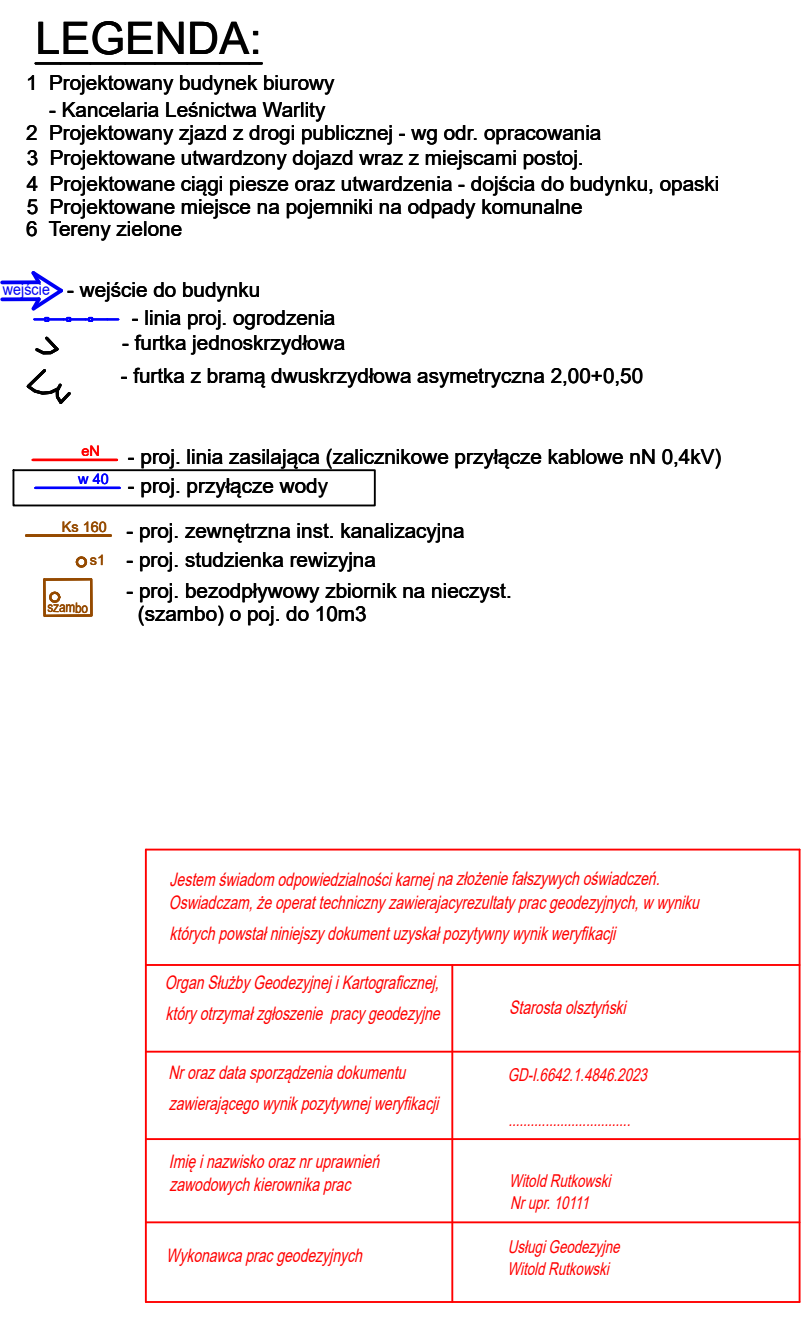 LEGENDA:
1 Projektowany budynek biurowy
- Kancelaria Leśnictwa Warlity
2 Projektowany zjazd z drogi publicznej - wg odr. opracowania
3 Projektowane utwardzony dojazd wraz z miejscami postoj.
4 Projektowane ciągi piesze oraz utwardzenia - dojścia do budynku, opaski
5 Projektowane miejsce na pojemniki na odpady komunalne
6 Tereny zielone
wejście - wejście do budynku
- linia proj. ogrodzenia
- furtka jednoskrzydłowa
- furtka z bramą dwuskrzydłowa asymetryczna 2,00+0,50
eN - proj. linia zasilająca (zalicznikowe przyłącze kablowe nN 0,4kV)
w 40 - proj. przyłącze wody
Ks 160 - proj. zewnętrzna inst. kanalizacyjna
s1 - proj. studzienka rewizyjna
szambo - proj. bezodpływowy zbiornik na nieczyst.
(szambo) o poj. do 10m3
Jestem świadom odpowiedzialności karnej na złożenie fałszywych oświadczeń.
Oswiadczam, że operat techniczny zawierajacyrezultaty prac geodezyjnych, w wyniku
których powstał niniejszy dokument uzyskał pozytywny wynik weryfikacji
Organ Służby Geodezyjnej i Kartograficznej,
który otrzymał zgłoszenie pracy geodezyjne
Starosta olsztyński
Nr oraz data sporządzenia dokumentu
zawierającego wynik pozytywnej weryfikacji
GD-I.6642.1.4846.2023
.................................
Imię i nazwisko oraz nr uprawnień
zawodowych kierownika prac
Witold Rutkowski
Nr upr. 10111
Wykonawca prac geodezyjnych
Usługi Geodezyjne
Witold Rutkowski